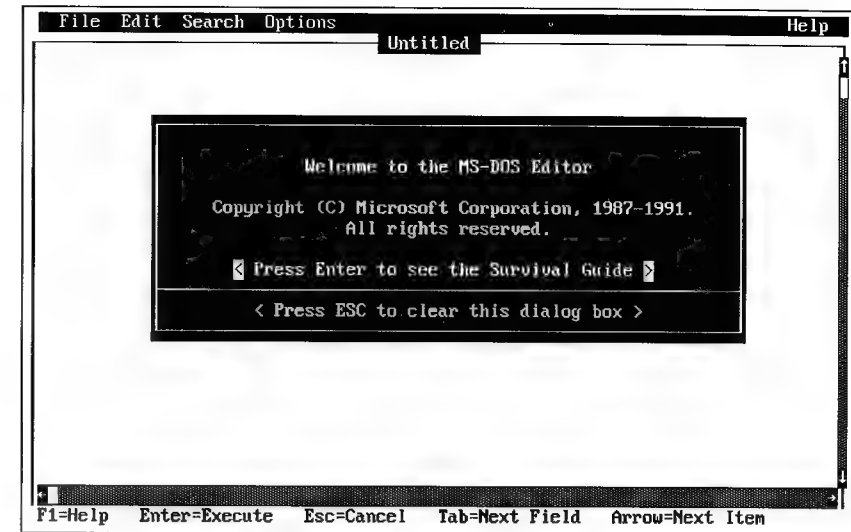 File Edit Search Options Help
Untitled
Welcome to the MS-DOS Editor
Copyright (C) Microsoft Corporation, 1987-1991.
All rights reserved.
< Press Enter to see the Survival Guide >
< Press ESC to clear this dialog box >
F1=Help Enter=Execute Esc=Cancel Tab=Next Field Arrow=Next Item